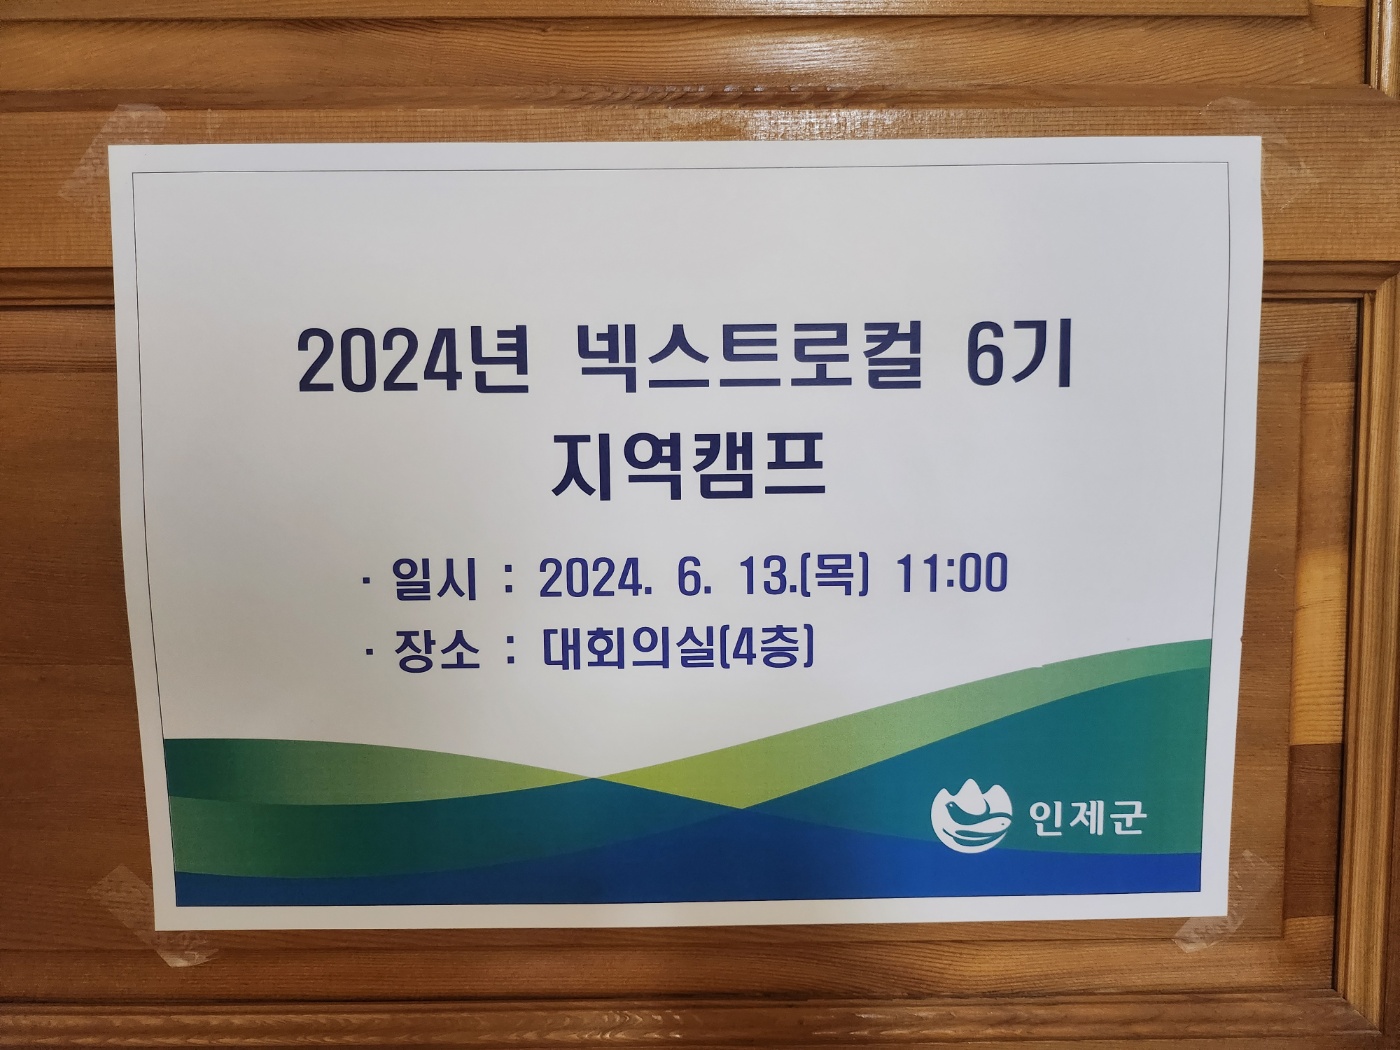 2024년 넥스트로컬 6기
지역캠프
· 일시 : 2024. 6. 13.(목) 11:00
· 장소 : 대회의실(4층)
인제군